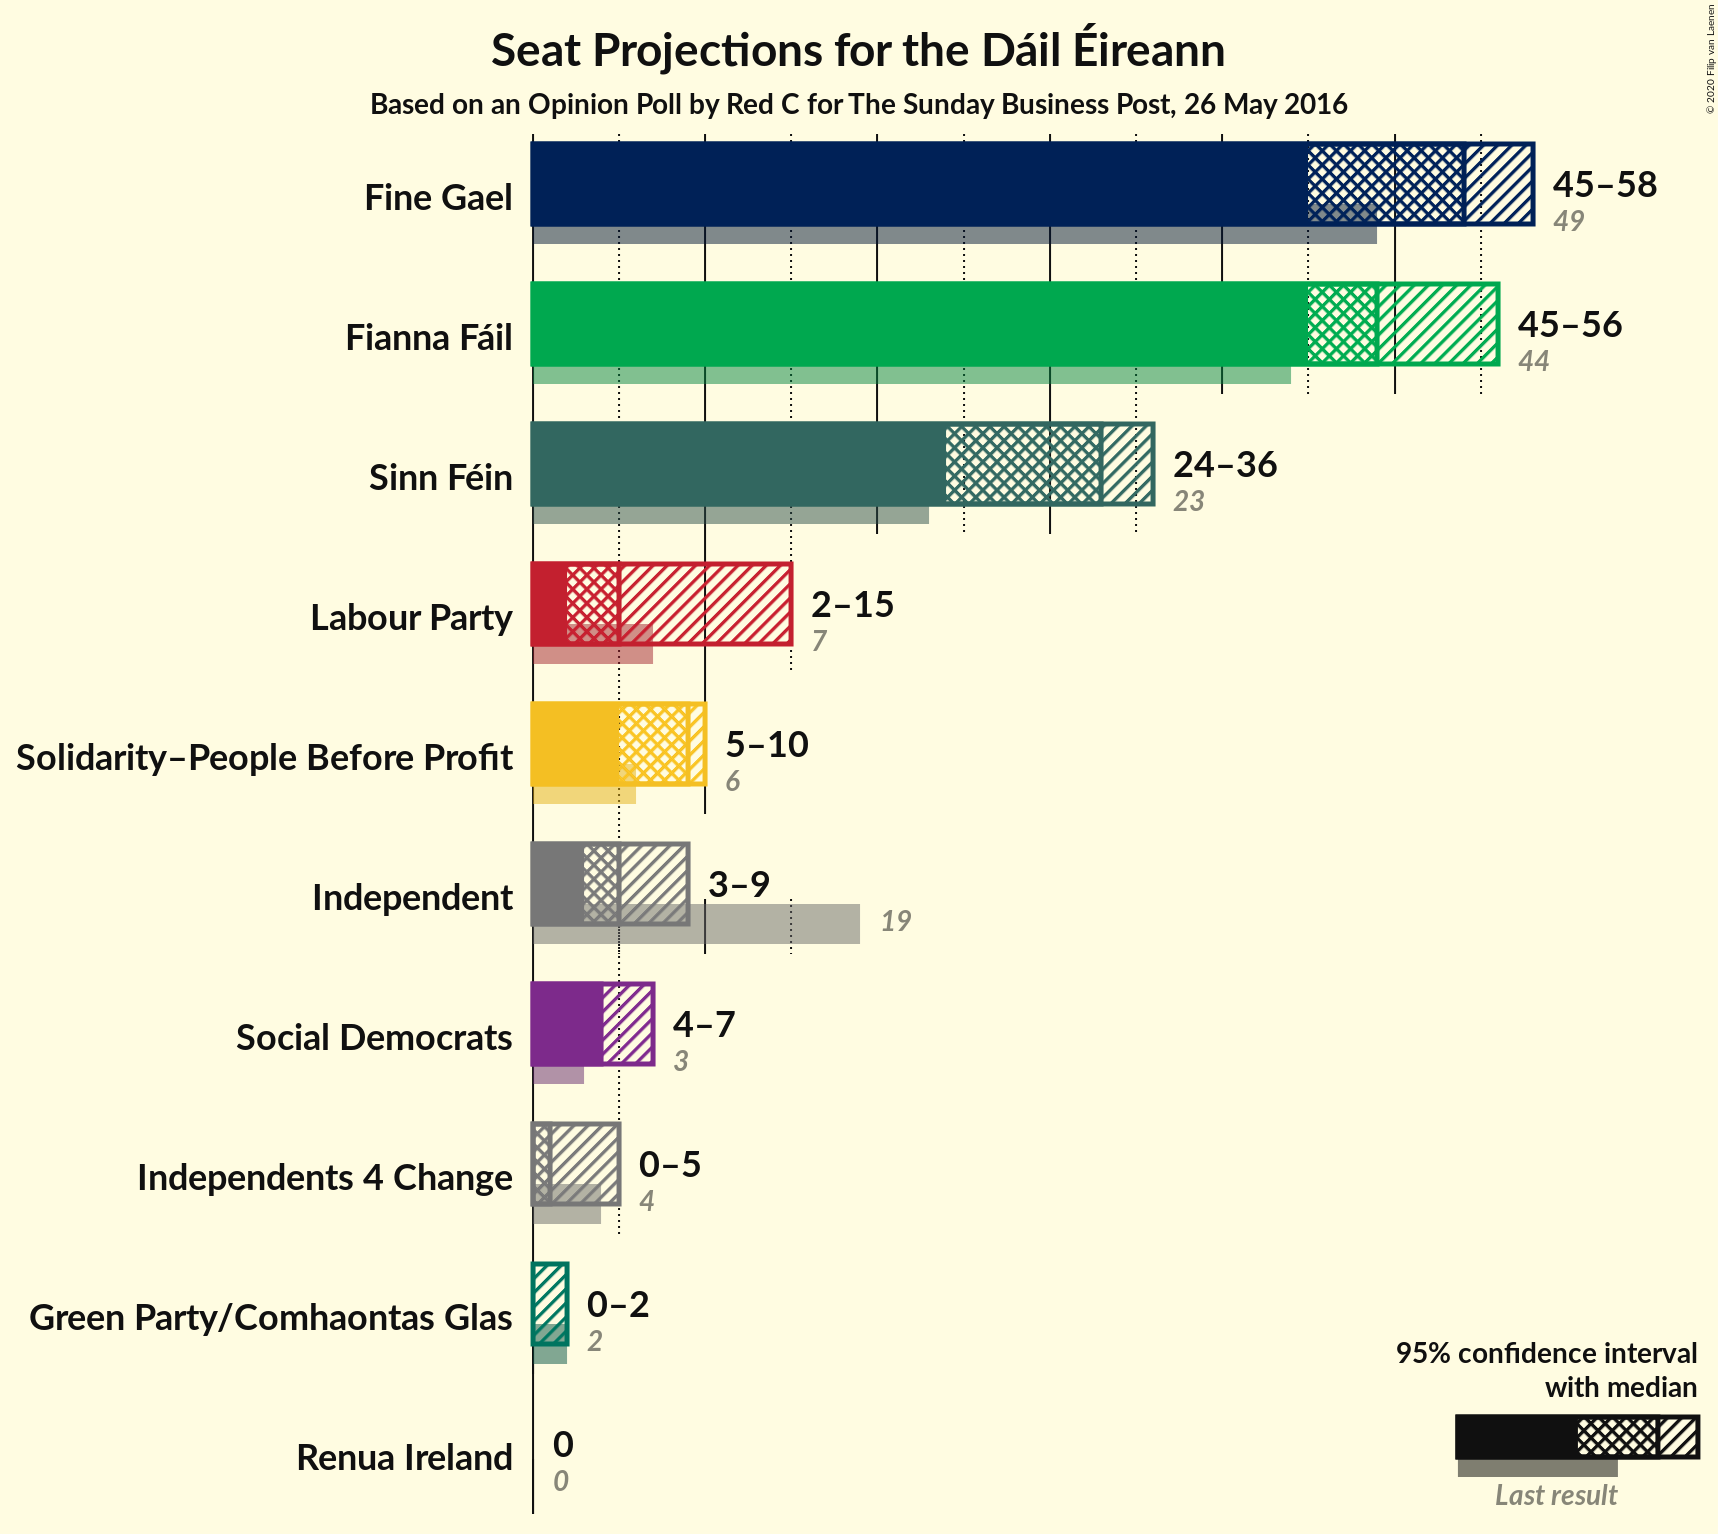 Seat Projections for the Dáil Éireann
Based on an Opinion Poll by Red C for The Sunday Business Post, 26 May 2016
© 2020 Filip van Laenen
Fine Gael
45–58
49
Fianna Fáil
45–56
44
Sinn Féin
24–36
23
Labour Party
2–15
7
Solidarity–People Before Profit
5–10
6
Independent
3–9
19
Social Democrats
4–7
3
Independents 4 Change
0–5
4
Green Party/Comhaontas Glas
0–2
2
Renua Ireland
0
0
95% confidence interval
with median
Last result